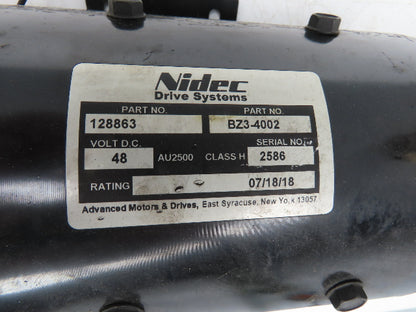 Nidec
Drive Systems
PART NO. PART NO.
128863 BZ3-4002
VOLT D.C. SERIAL NO.
48 AU2500 CLASS H 2586
RATING 07/18/18
Advanced Motors & Drives, East Syracuse, New York 13057